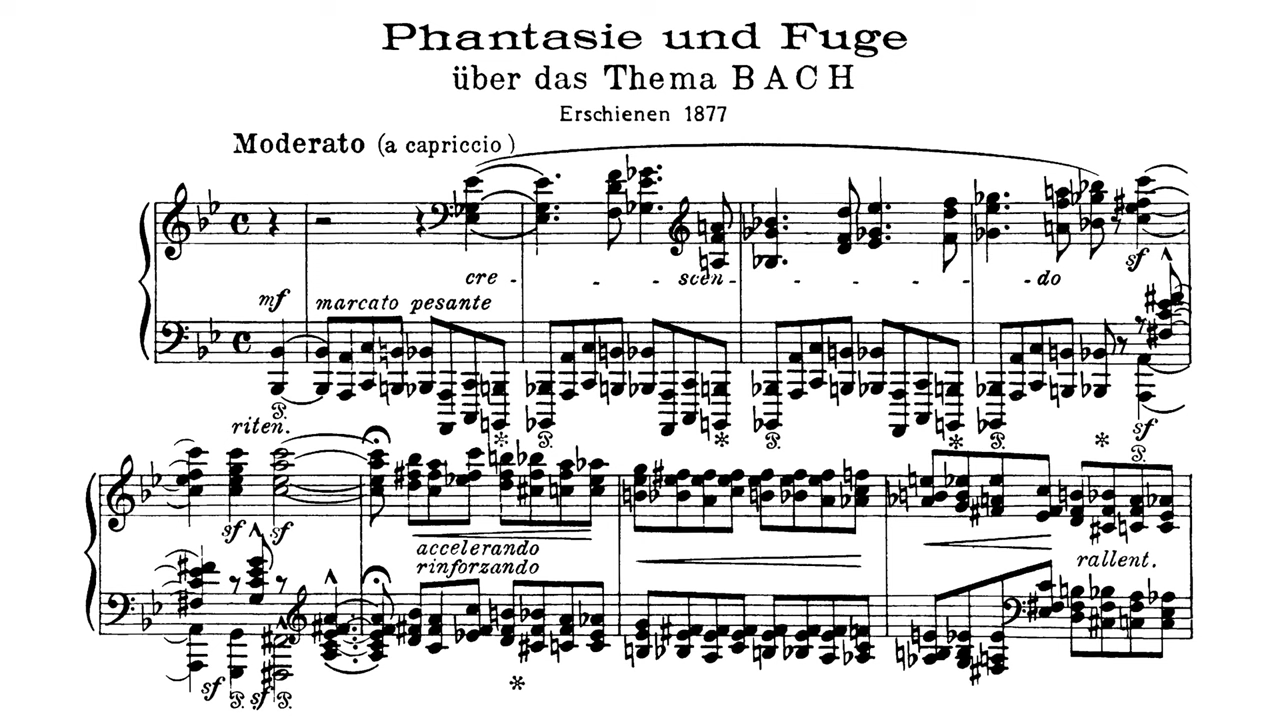 Phantasie und Fuge
über das Thema BACH
Erschienen 1877
Moderato (a capriccio)
cre - - - scen - - - - - do
mf marcato pesante
sf
riten.
sf
sf sf
accelerando
rinforzando
rallent.
sf sf